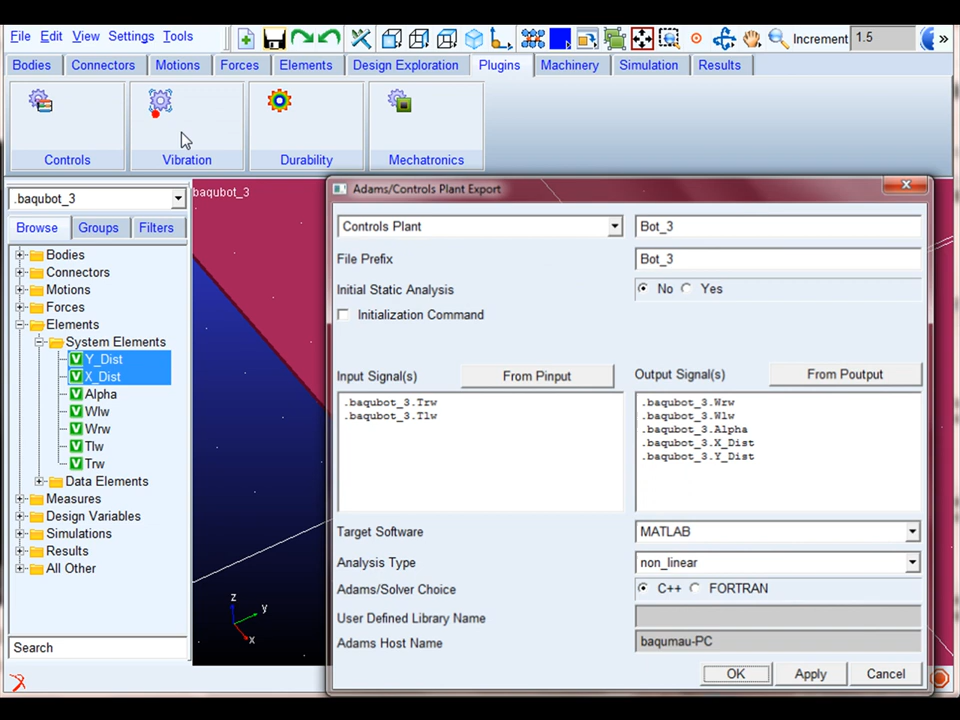 File Edit View Settings Tools
Increment 1.5 »
Bodies Connectors Motions Forces Elements Design Exploration Plugins Machinery Simulation Results
Controls Vibration Durability Mechatronics
.baqubot_3
Browse Groups Filters
Bodies
Connectors
Motions
Forces
Elements
System Elements
Y_Dist
X_Dist
Alpha
Wlw
Wrw
Tlw
Trw
Data Elements
Measures
Design Variables
Simulations
Results
All Other
Search
baqubot_3
z
y
x
Adams/Controls Plant Export
Controls Plant Bot_3
File Prefix Bot_3
Initial Static Analysis No Yes
Initialization Command
Input Signal(s) From Pinput
.baqubot_3.Trw
.baqubot_3.Tlw
Output Signal(s) From Poutput
.baqubot_3.Wrw
.baqubot_3.Wlw
.baqubot_3.Alpha
.baqubot_3.X_Dist
.baqubot_3.Y_Dist
Target Software MATLAB
Analysis Type non_linear
Adams/Solver Choice C++ FORTRAN
User Defined Library Name
Adams Host Name baqumau-PC
OK Apply Cancel